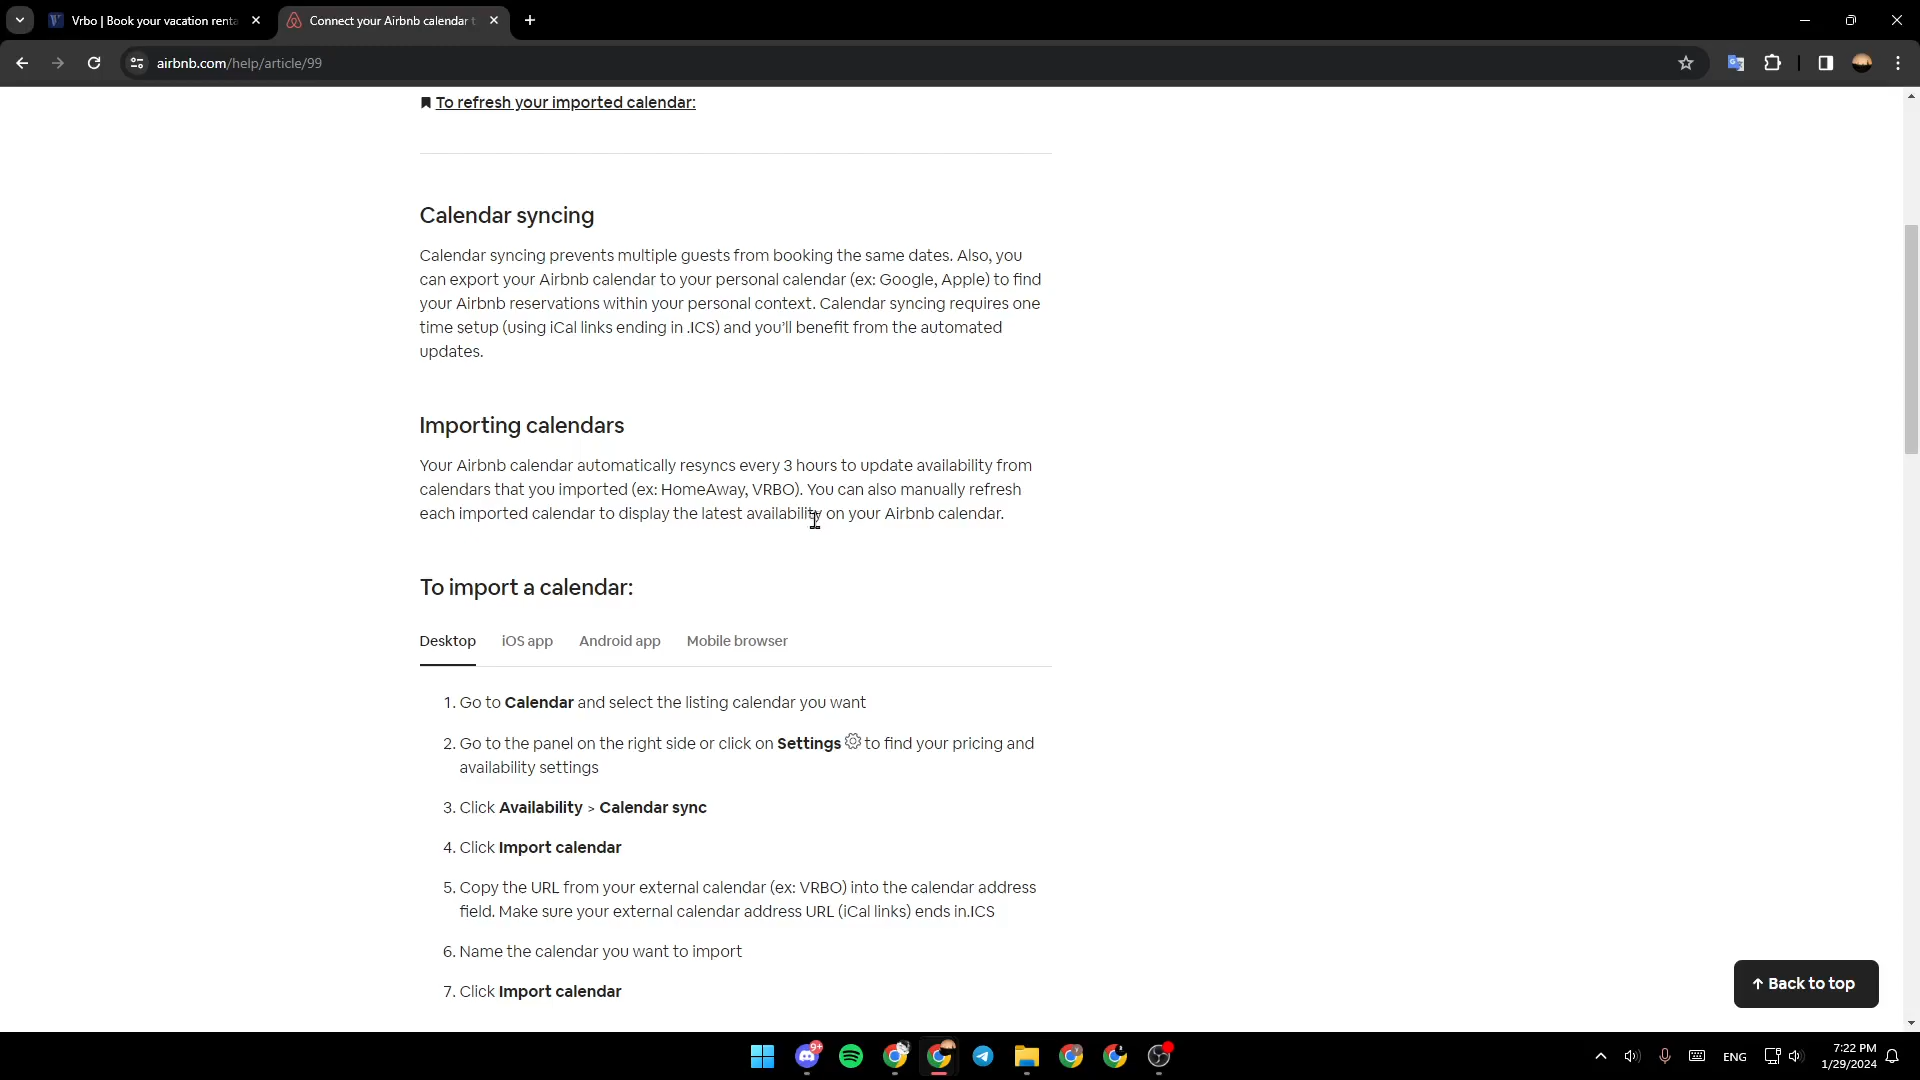 Vrbo | Book your vacation renta
Connect your Airbnb calendar t
airbnb.com/help/article/99
To refresh your imported calendar:
Calendar syncing
Calendar syncing prevents multiple guests from booking the same dates. Also, you
can export your Airbnb calendar to your personal calendar (ex: Google, Apple) to find
your Airbnb reservations within your personal context. Calendar syncing requires one
time setup (using iCal links ending in .ICS) and you'll benefit from the automated
updates.
Importing calendars
Your Airbnb calendar automatically resyncs every 3 hours to update availability from
calendars that you imported (ex: HomeAway, VRBO). You can also manually refresh
each imported calendar to display the latest availability on your Airbnb calendar.
To import a calendar:
Desktop iOS app Android app Mobile browser
1. Go to Calendar and select the listing calendar you want
2. Go to the panel on the right side or click on Settings to find your pricing and
availability settings
3. Click Availability > Calendar sync
4. Click Import calendar
5. Copy the URL from your external calendar (ex: VRBO) into the calendar address
field. Make sure your external calendar address URL (iCal links) ends in.ICS
6. Name the calendar you want to import
7. Click Import calendar
↑ Back to top
9+
ENG
7:22 PM
1/29/2024